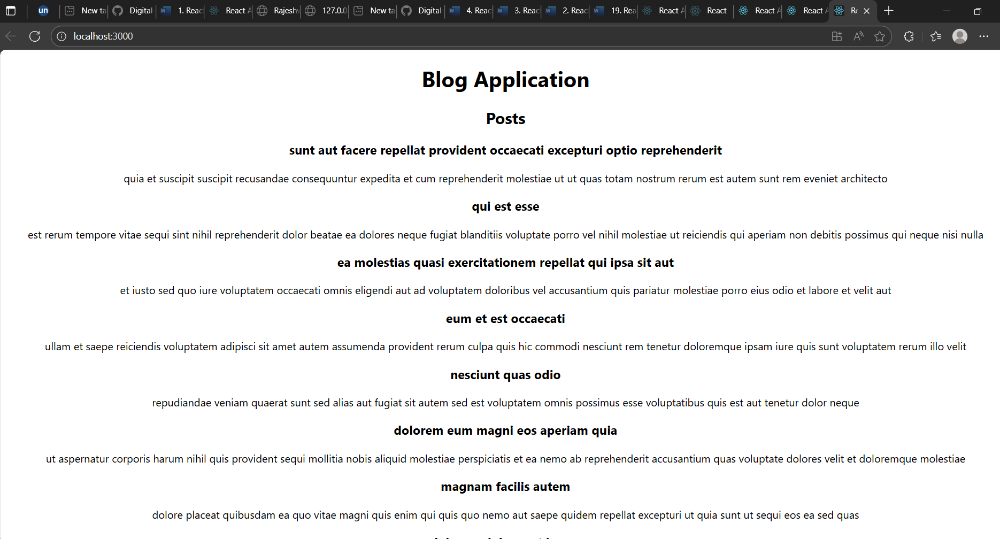 un
New ta
Digital-
1. Reac
React A
Rajeshw
127.0.0
New ta
Digital-
4. Reac
3. Reac
2. Reac
19. Rea
React A
React
React A
React A
Re
localhost:3000
Blog Application
Posts
sunt aut facere repellat provident occaecati excepturi optio reprehenderit
quia et suscipit suscipit recusandae consequuntur expedita et cum reprehenderit molestiae ut ut quas totam nostrum rerum est autem sunt rem eveniet architecto
qui est esse
est rerum tempore vitae sequi sint nihil reprehenderit dolor beatae ea dolores neque fugiat blanditiis voluptate porro vel nihil molestiae ut reiciendis qui aperiam non debitis possimus qui neque nisi nulla
ea molestias quasi exercitationem repellat qui ipsa sit aut
et iusto sed quo iure voluptatem occaecati omnis eligendi aut ad voluptatem doloribus vel accusantium quis pariatur molestiae porro eius odio et labore et velit aut
eum et est occaecati
ullam et saepe reiciendis voluptatem adipisci sit amet autem assumenda provident rerum culpa quis hic commodi nesciunt rem tenetur doloremque ipsam iure quis sunt voluptatem rerum illo velit
nesciunt quas odio
repudiandae veniam quaerat sunt sed alias aut fugiat sit autem sed est voluptatem omnis possimus esse voluptatibus quis est aut tenetur dolor neque
dolorem eum magni eos aperiam quia
ut aspernatur corporis harum nihil quis provident sequi mollitia nobis aliquid molestiae perspiciatis et ea nemo ab reprehenderit accusantium quas voluptate dolores velit et doloremque molestiae
magnam facilis autem
dolore placeat quibusdam ea quo vitae magni quis enim qui quis quo nemo aut saepe quidem repellat excepturi ut quia sunt ut sequi eos ea sed quas